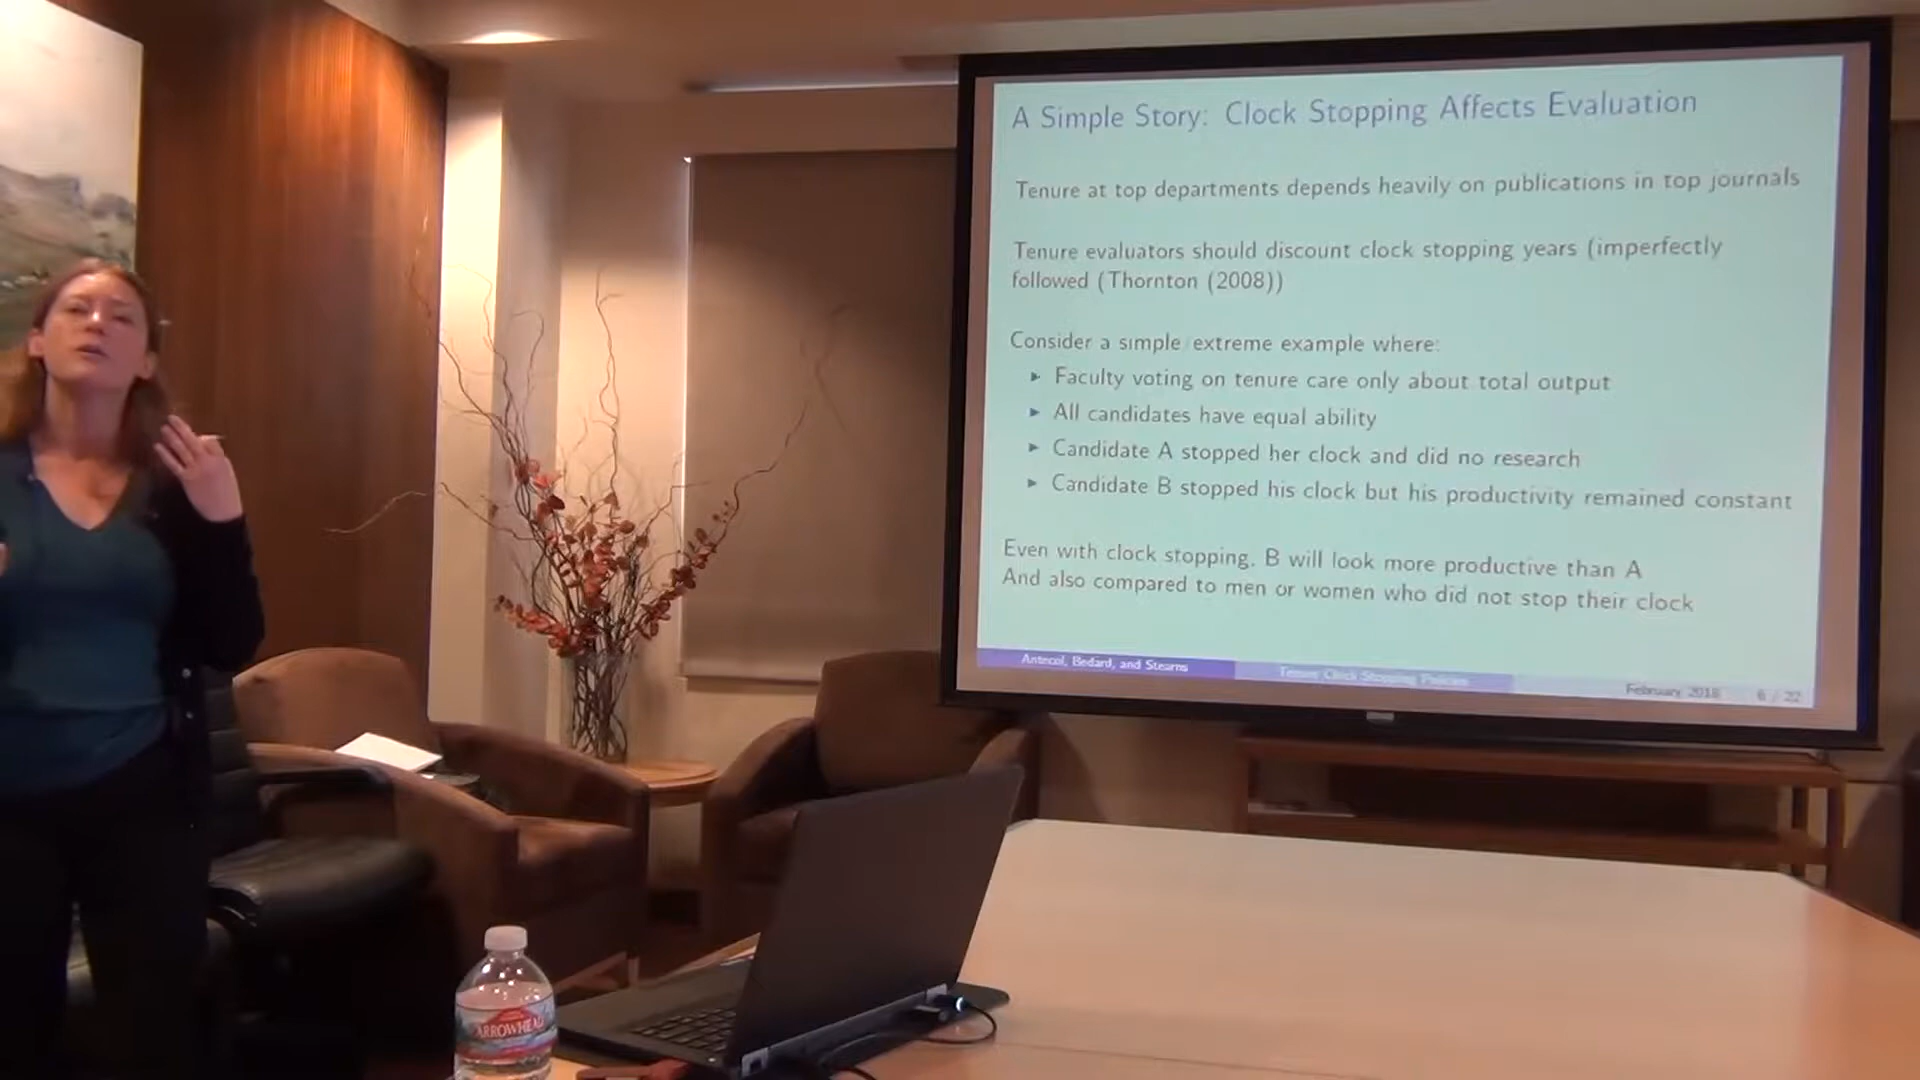 A Simple Story: Clock Stopping Affects Evaluation
Tenure at top departments depends heavily on publications in top journals
Tenure evaluators should discount clock stopping years (imperfectly
followed (Thornton (2008))
Consider a simple extreme example where:
Faculty voting on tenure care only about total output
All candidates have equal ability
Candidate A stopped her clock and did no research
Candidate B stopped his clock but his productivity remained constant
Even with clock stopping, B will look more productive than A
And also compared to men or women who did not stop their clock
Antecol, Bedard, and Stearns
Tenure Clock Stopping Policies
February 2018
6 / 22
ARROWHEAD